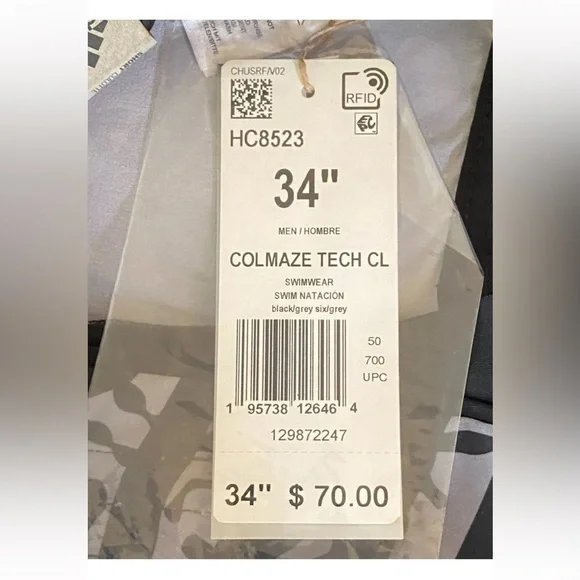 CHUSRF/V02
RFID
HC8523
34"
MEN / HOMBRE
COLMAZE TECH CL
SWIMWEAR
SWIM NATACIÓN
black/grey six/grey
50
700
UPC
1 95738 12646 4
129872247
34" $ 70.00